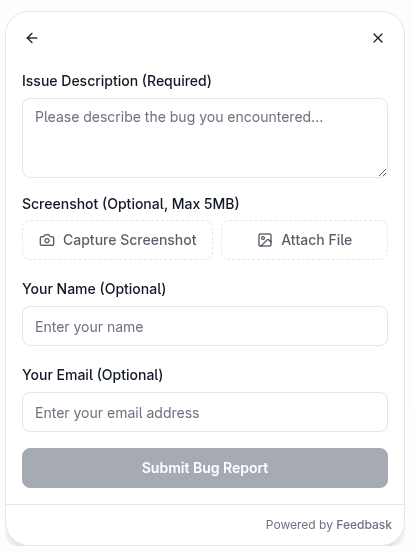 Issue Description (Required)
Please describe the bug you encountered...
Screenshot (Optional, Max 5MB)
Capture Screenshot
Attach File
Your Name (Optional)
Enter your name
Your Email (Optional)
Enter your email address
Submit Bug Report
Powered by Feedbask